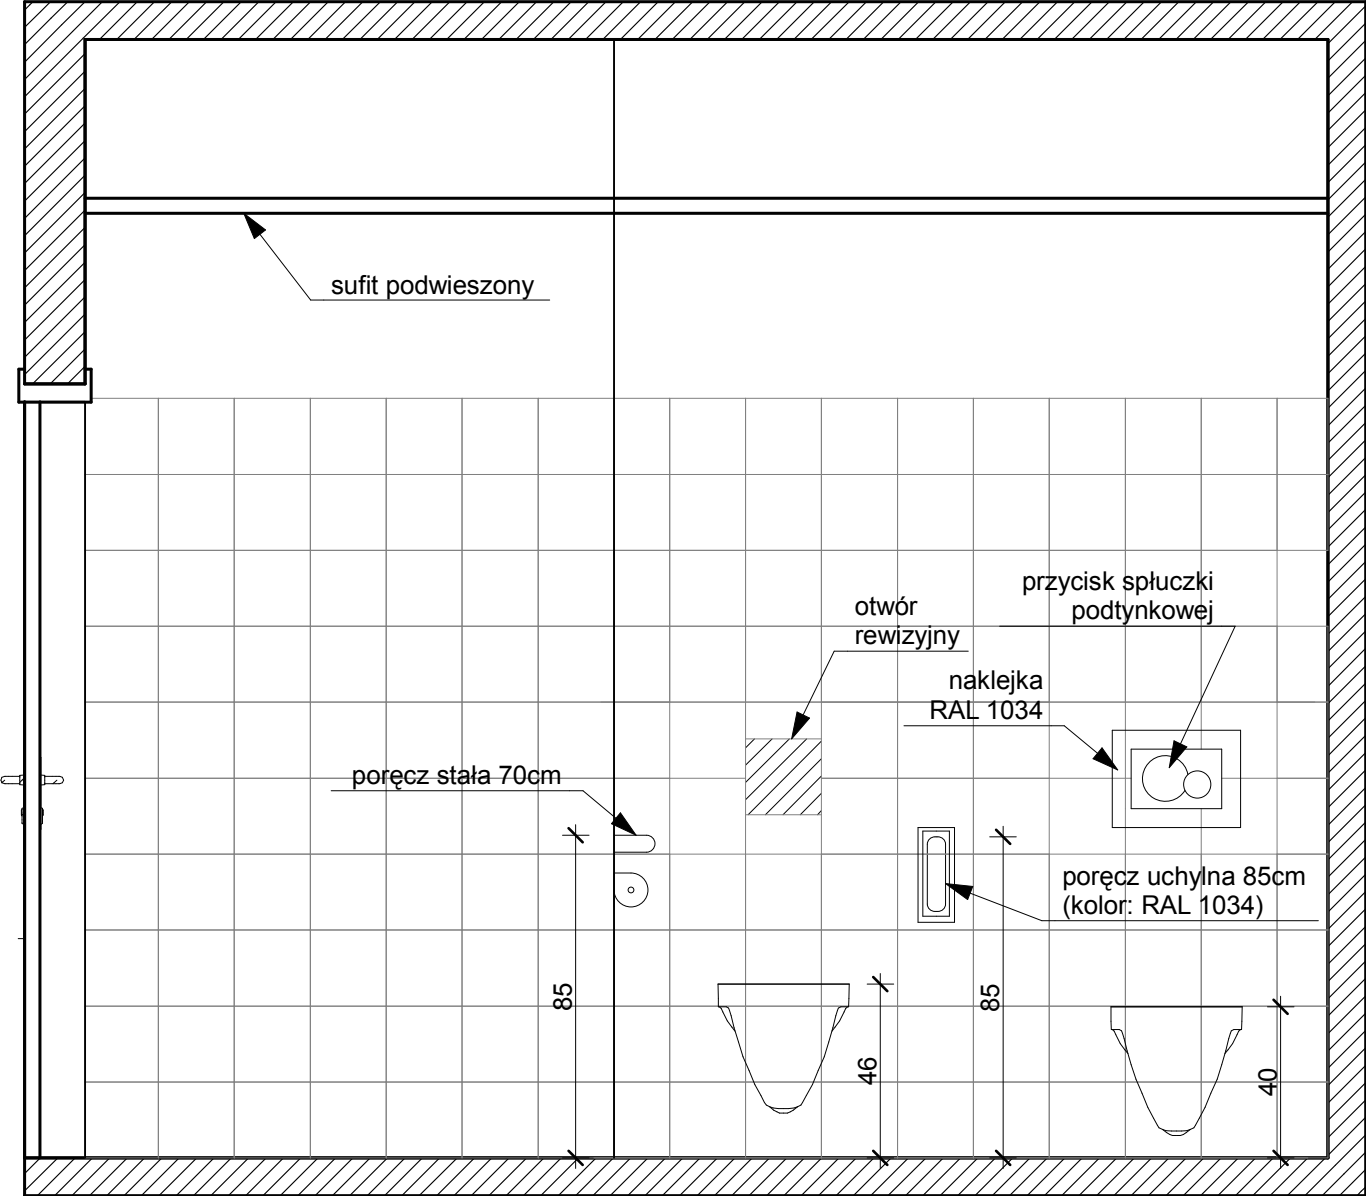 sufit podwieszony
przycisk spłuczki
podtynkowej
otwór
rewizyjny
naklejka
RAL 1034
poręcz stała 70cm
poręcz uchylna 85cm
(kolor: RAL 1034)
85
85
46
40